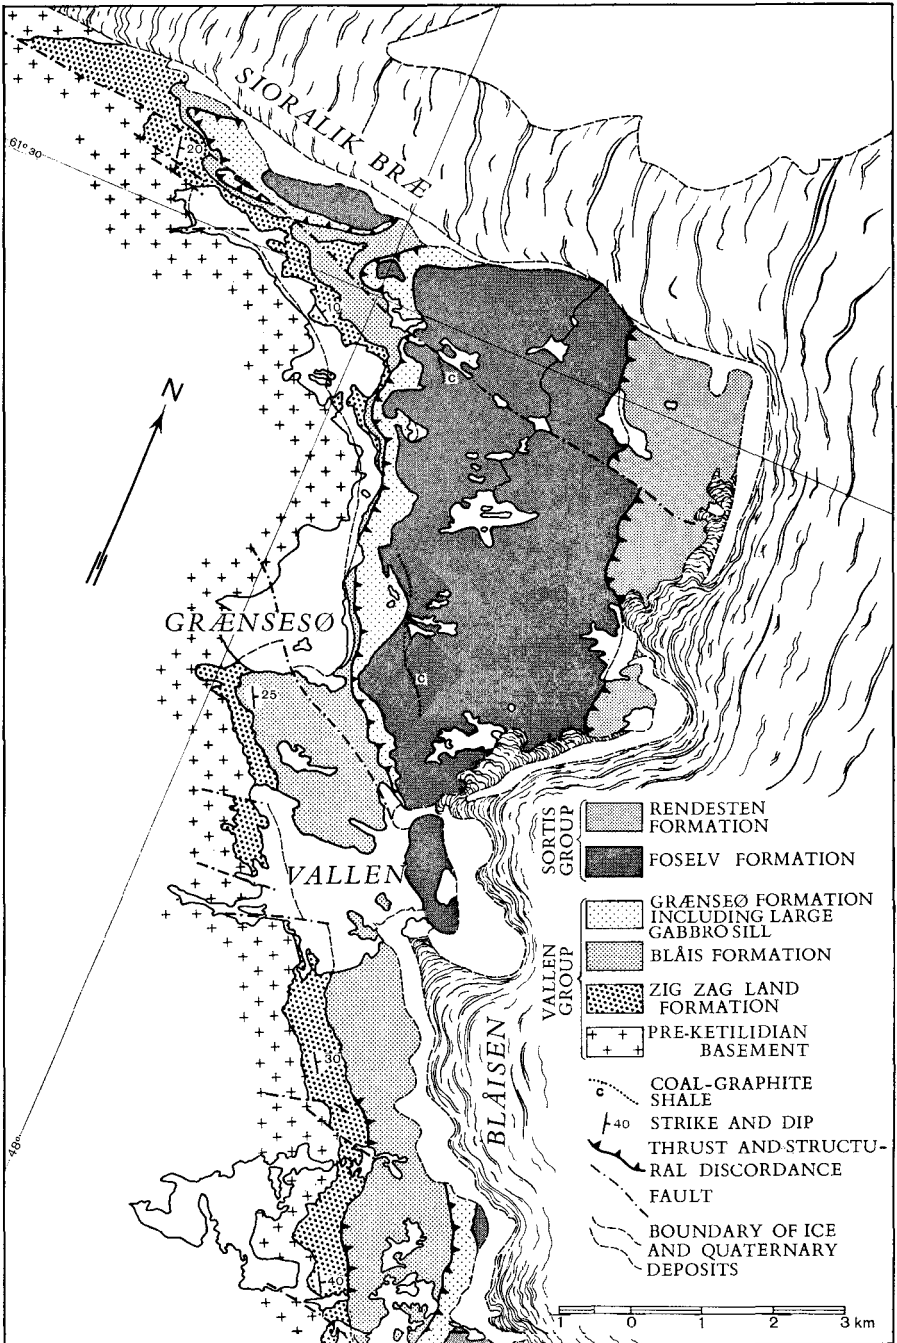 SIORALIK BRÆ
61° 30
20
C
N
GRÆNSESØ
25
C
VALLEN
BLÅISEN
30
48°
40
SORTIS
GROUP
RENDESTEN
FORMATION
FOSELV FORMATION
VALLEN
GROUP
GRÆNSEØ FORMATION
INCLUDING LARGE
GABBRO SILL
BLÅIS FORMATION
ZIG ZAG LAND
FORMATION
PRE-KETILIDIAN
BASEMENT
C
COAL-GRAPHITE
SHALE
40
STRIKE AND DIP
THRUST AND STRUCTU-
RAL DISCORDANCE
FAULT
BOUNDARY OF ICE
AND QUATERNARY
DEPOSITS
1 0 1 2 3 km